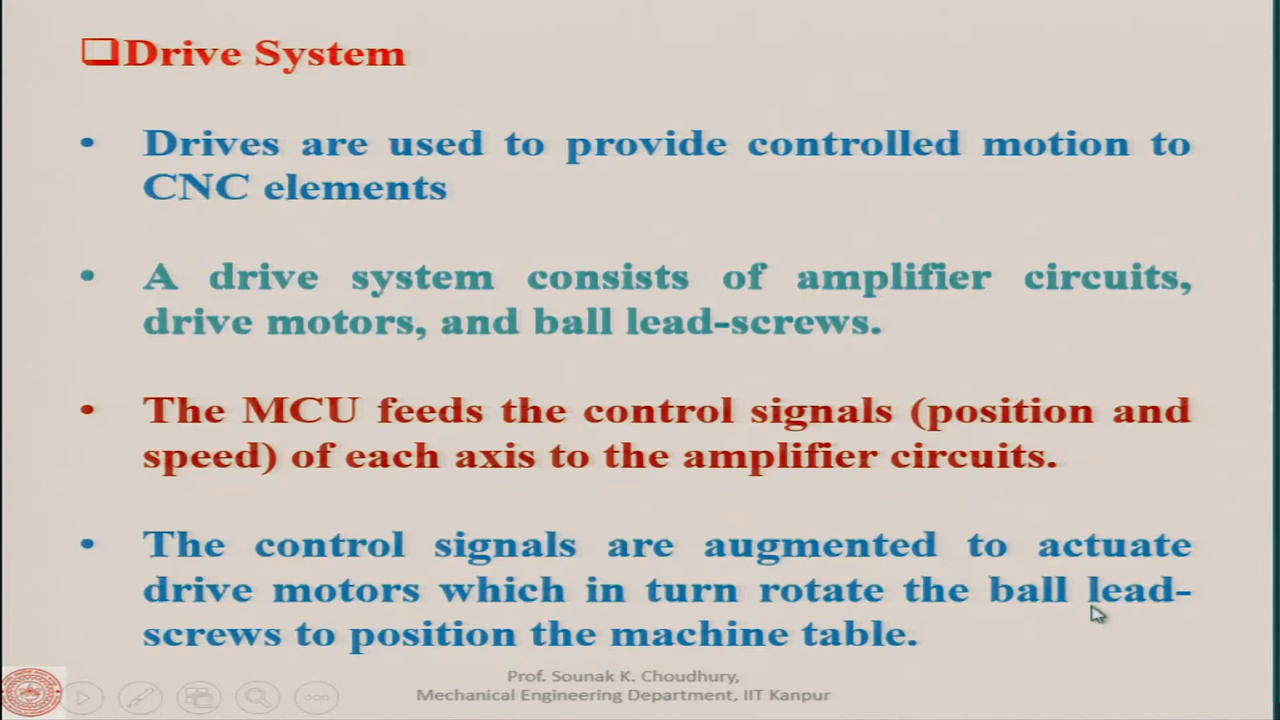 ❑Drive System
• Drives are used to provide controlled motion to
CNC elements
• A drive system consists of amplifier circuits,
drive motors, and ball lead-screws.
• The MCU feeds the control signals (position and
speed) of each axis to the amplifier circuits.
• The control signals are augmented to actuate
drive motors which in turn rotate the ball lead-
screws to position the machine table.
Prof. Sounak K. Choudhury,
Mechanical Engineering Department, IIT Kanpur